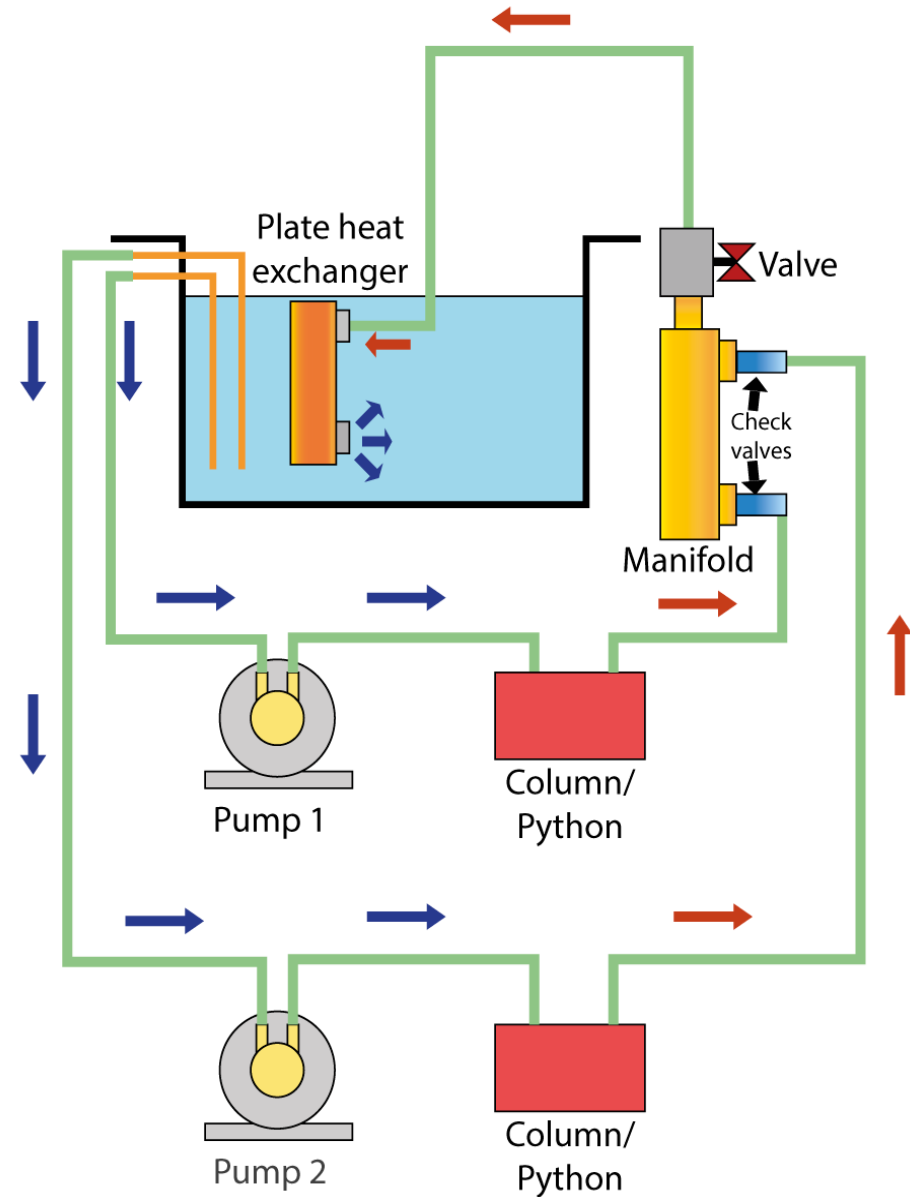 Plate heat
exchanger
Valve
Check
valves
Manifold
Pump 1
Column/
Python
Pump 2
Column/
Python